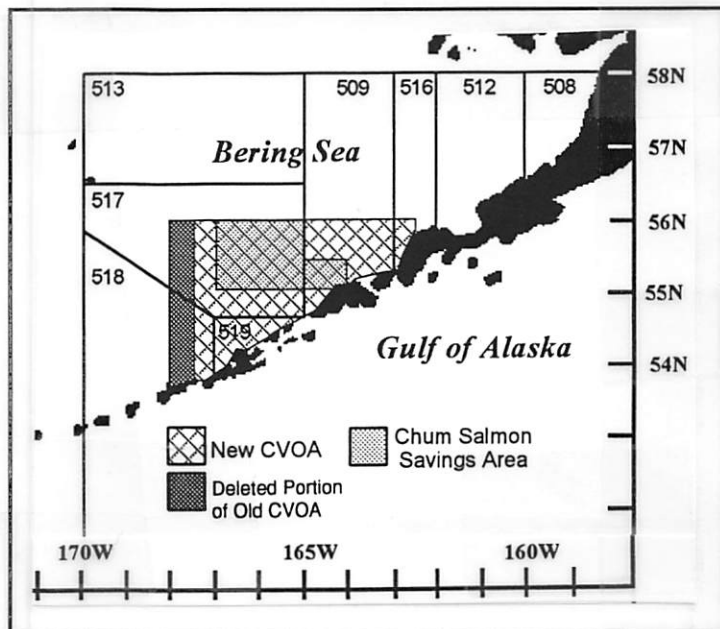 58N
513
509
516
512
508
Bering Sea
57N
517
56N
518
55N
519
Gulf of Alaska
54N
New CVOA
Chum Salmon
Savings Area
Deleted Portion
of Old CVOA
170W
165W
160W